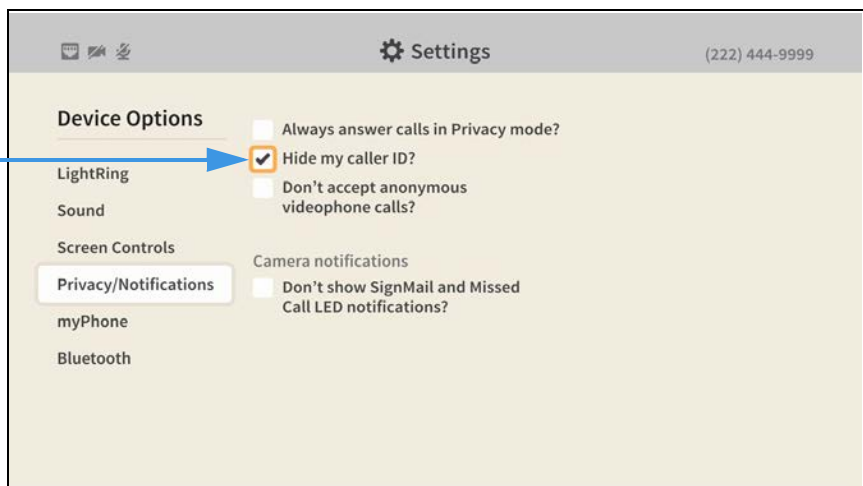 Settings
(222) 444-9999
Device Options
LightRing
Sound
Screen Controls
Privacy/Notifications
myPhone
Bluetooth
Always answer calls in Privacy mode?
Hide my caller ID?
Don't accept anonymous
videophone calls?
Camera notifications
Don't show SignMail and Missed
Call LED notifications?